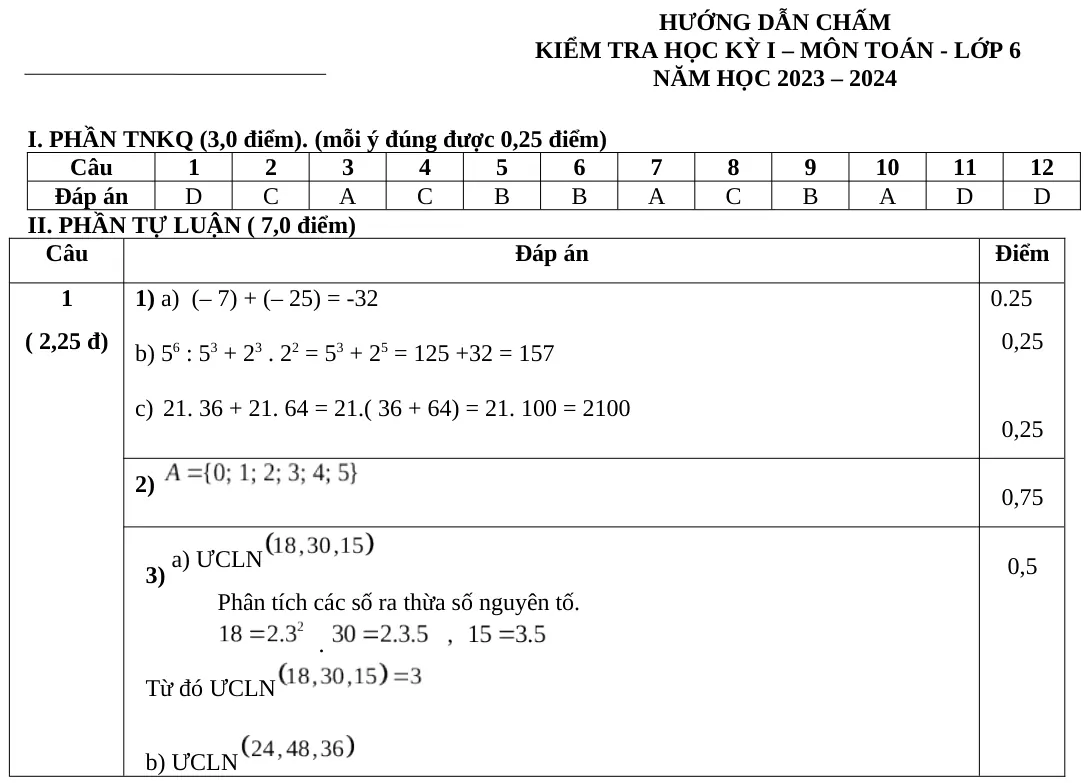 HƯỚNG DẪN CHẤM
KIỂM TRA HỌC KỲ I – MÔN TOÁN - LỚP 6
NĂM HỌC 2023 – 2024
I. PHẦN TNKQ (3,0 điểm). (mỗi ý đúng được 0,25 điểm)
Câu 1 2 3 4 5 6 7 8 9 10 11 12
Đáp án D C A C B B A C B A D D
II. PHẦN TỰ LUẬN ( 7,0 điểm)
Câu Đáp án Điểm
1 1) a) (– 7) + (– 25) = -32 0.25
( 2,25 đ) b) 5⁶ : 5³ + 2³ . 2² = 5³ + 2⁵ = 125 +32 = 157 0,25
c) 21. 36 + 21. 64 = 21.( 36 + 64) = 21. 100 = 2100 0,25
2) A ={0; 1; 2; 3; 4; 5} 0,75
3) a) ƯCLN(18,30,15) 0,5
Phân tích các số ra thừa số nguyên tố.
18 =2.3² . 30 =2.3.5 , 15 =3.5
Từ đó ƯCLN(18,30,15) =3
b) ƯCLN(24,48,36)